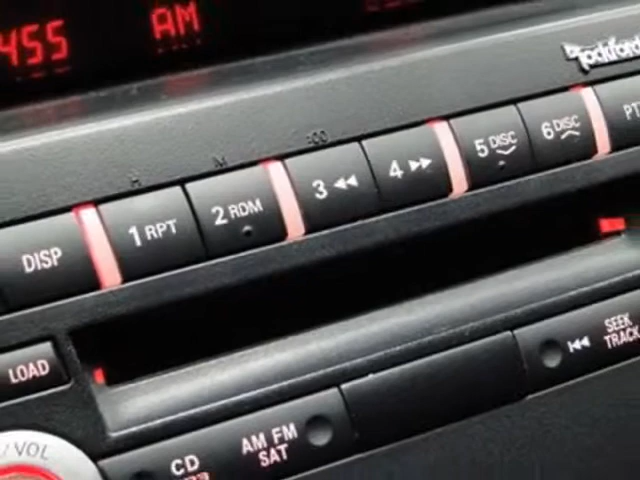 455 AM
Rockford
H M :00
DISP 1 RPT 2 RDM 3 4 5 DISC 6 DISC PT
LOAD
SEEK
TRACK
VOL
AM FM
SAT
CD